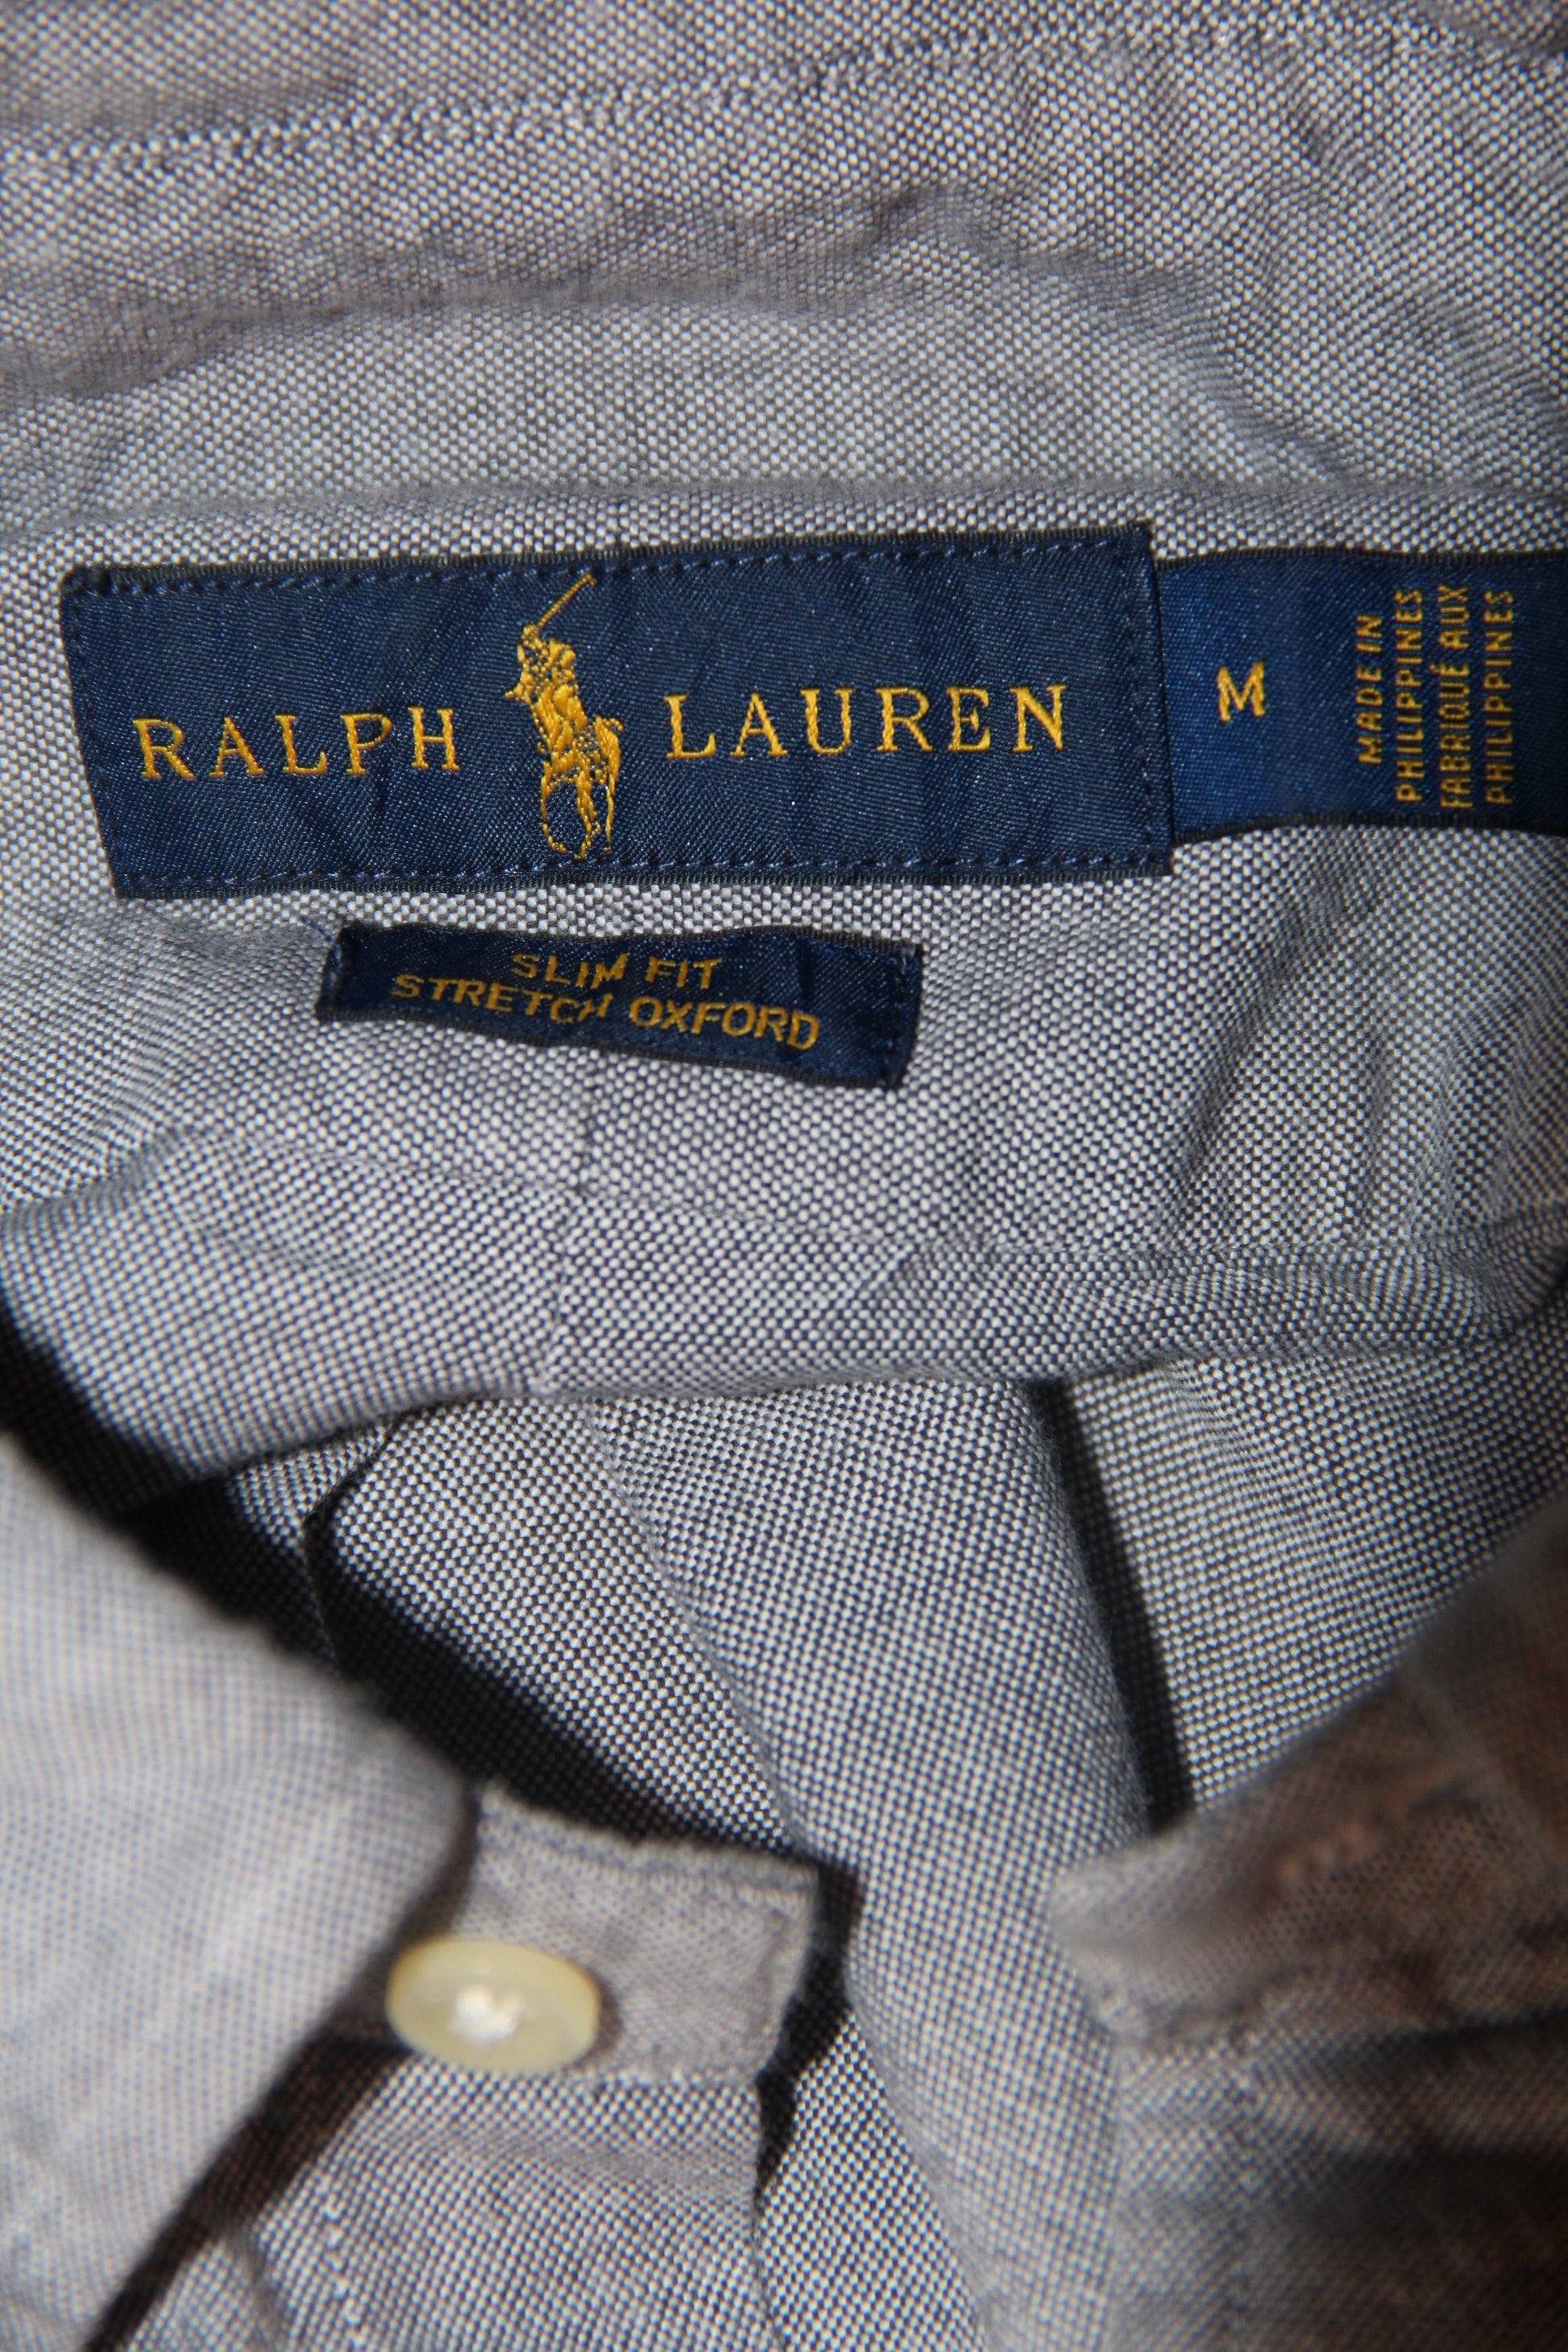 RALPH LAUREN
M
MADE IN
PHILIPPINES
FABRIQUÉ AUX
PHILIPPINES
SLIM FIT
STRETCH OXFORD